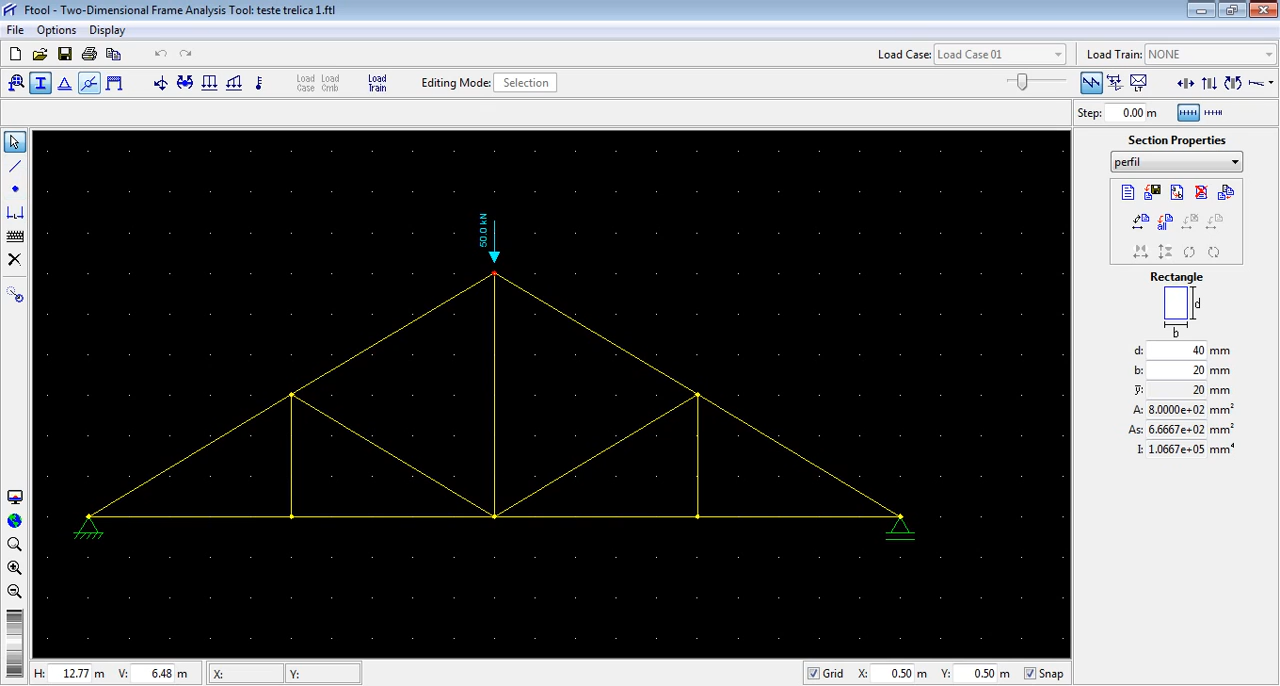 Ftool - Two-Dimensional Frame Analysis Tool: teste trelica 1.ftl
File Options Display
Load Case: Load Case 01 Load Train: NONE
Load Case Load Cmb Load Train Editing Mode: Selection LT
Step: 0.00 m
Section Properties
perfil
all
Rectangle
d
b
d: 40 mm
b: 20 mm
y̅: 20 mm
A: 8.0000e+02 mm²
As: 6.6667e+02 mm²
I: 1.0667e+05 mm⁴
50.0 kN
H: 12.77 m V: 6.48 m X: Y: Grid X: 0.50 m Y: 0.50 m Snap